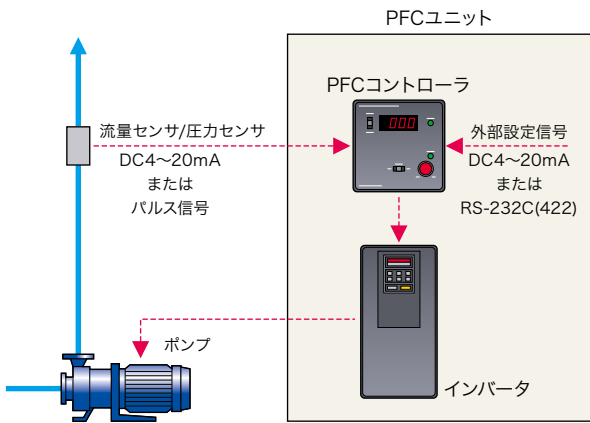 PFCユニット
PFCコントローラ
000
流量センサ/圧力センサ
DC4〜20mA
または
パルス信号
外部設定信号
DC4〜20mA
または
RS-232C(422)
ポンプ
インバータ